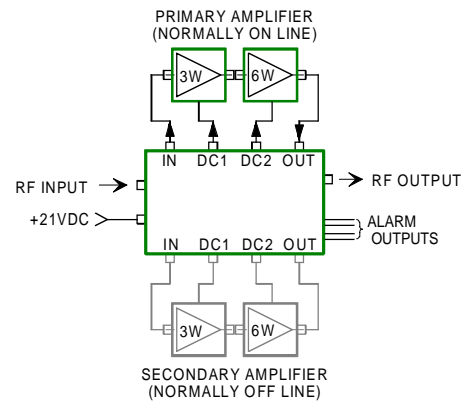 PRIMARY AMPLIFIER
(NORMALLY ON LINE)
3W 6W
IN DC1 DC2 OUT
RF INPUT
RF OUTPUT
+21VDC
ALARM
OUTPUTS
IN DC1 DC2 OUT
3W 6W
SECONDARY AMPLIFIER
(NORMALLY OFF LINE)